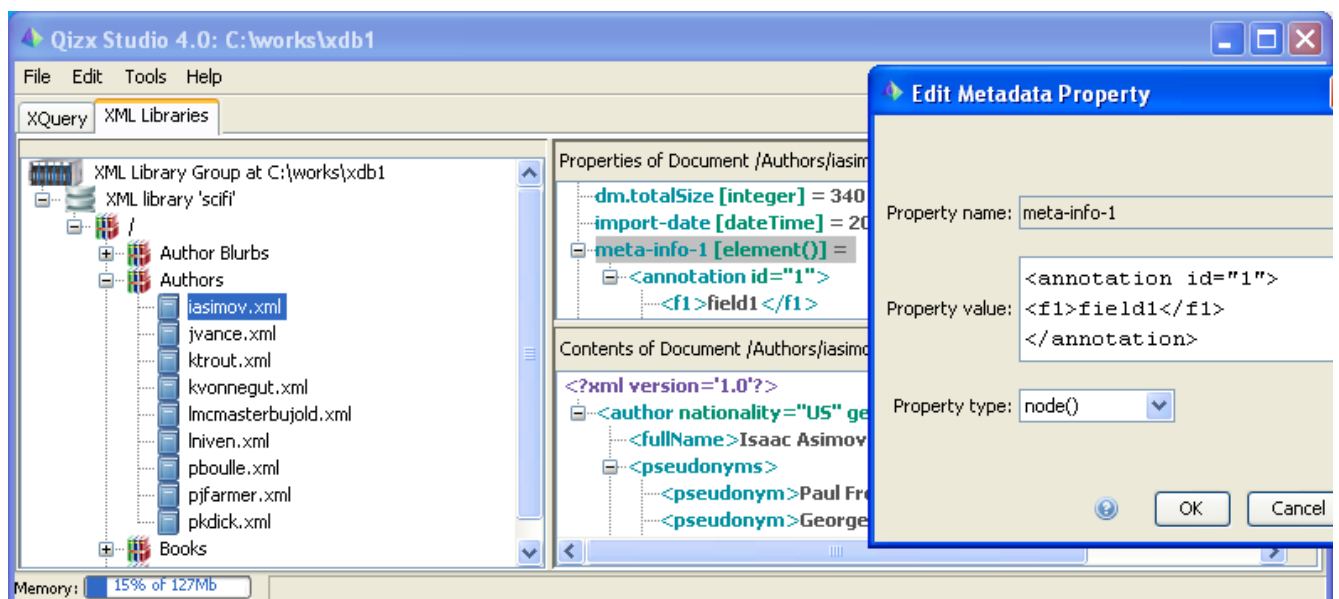 Qizx Studio 4.0: C:\works\xdb1
File Edit Tools Help
XQuery XML Libraries
XML Library Group at C:\works\xdb1
XML library 'scifi'
/
Author Blurbs
Authors
iasimov.xml
jvance.xml
ktrout.xml
kvonnegut.xml
lmcmasterbujold.xml
lniven.xml
pboulle.xml
pjfarmer.xml
pkdick.xml
Books
Memory: 15% of 127Mb
Properties of Document /Authors/iasim
dm.totalSize [integer] = 340
import-date [dateTime] = 20
meta-info-1 [element()] =
<annotation id="1">
<f1>field1</f1>
Contents of Document /Authors/iasimo
<?xml version='1.0'?>
<author nationality="US" ge
<fullName>Isaac Asimov
<pseudonyms>
<pseudonym>Paul Fre
<pseudonym>George
Edit Metadata Property
Property name: meta-info-1
Property value: <annotation id="1">
<f1>field1</f1>
</annotation>
Property type: node()
OK Cancel